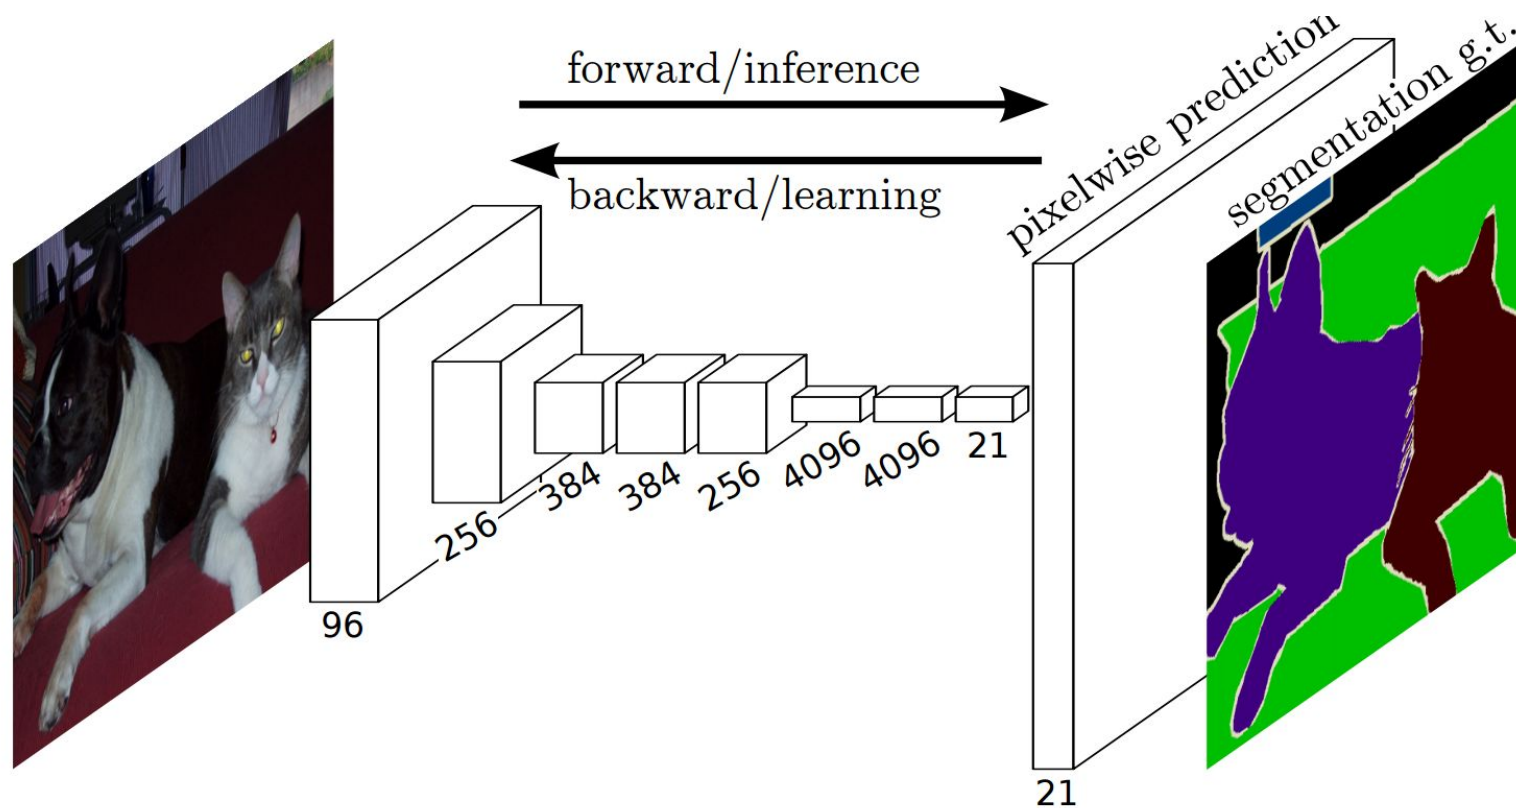 forward/inference
backward/learning
pixelwise prediction
segmentation g.t.
96
256
384
384
256
4096
4096
21
21